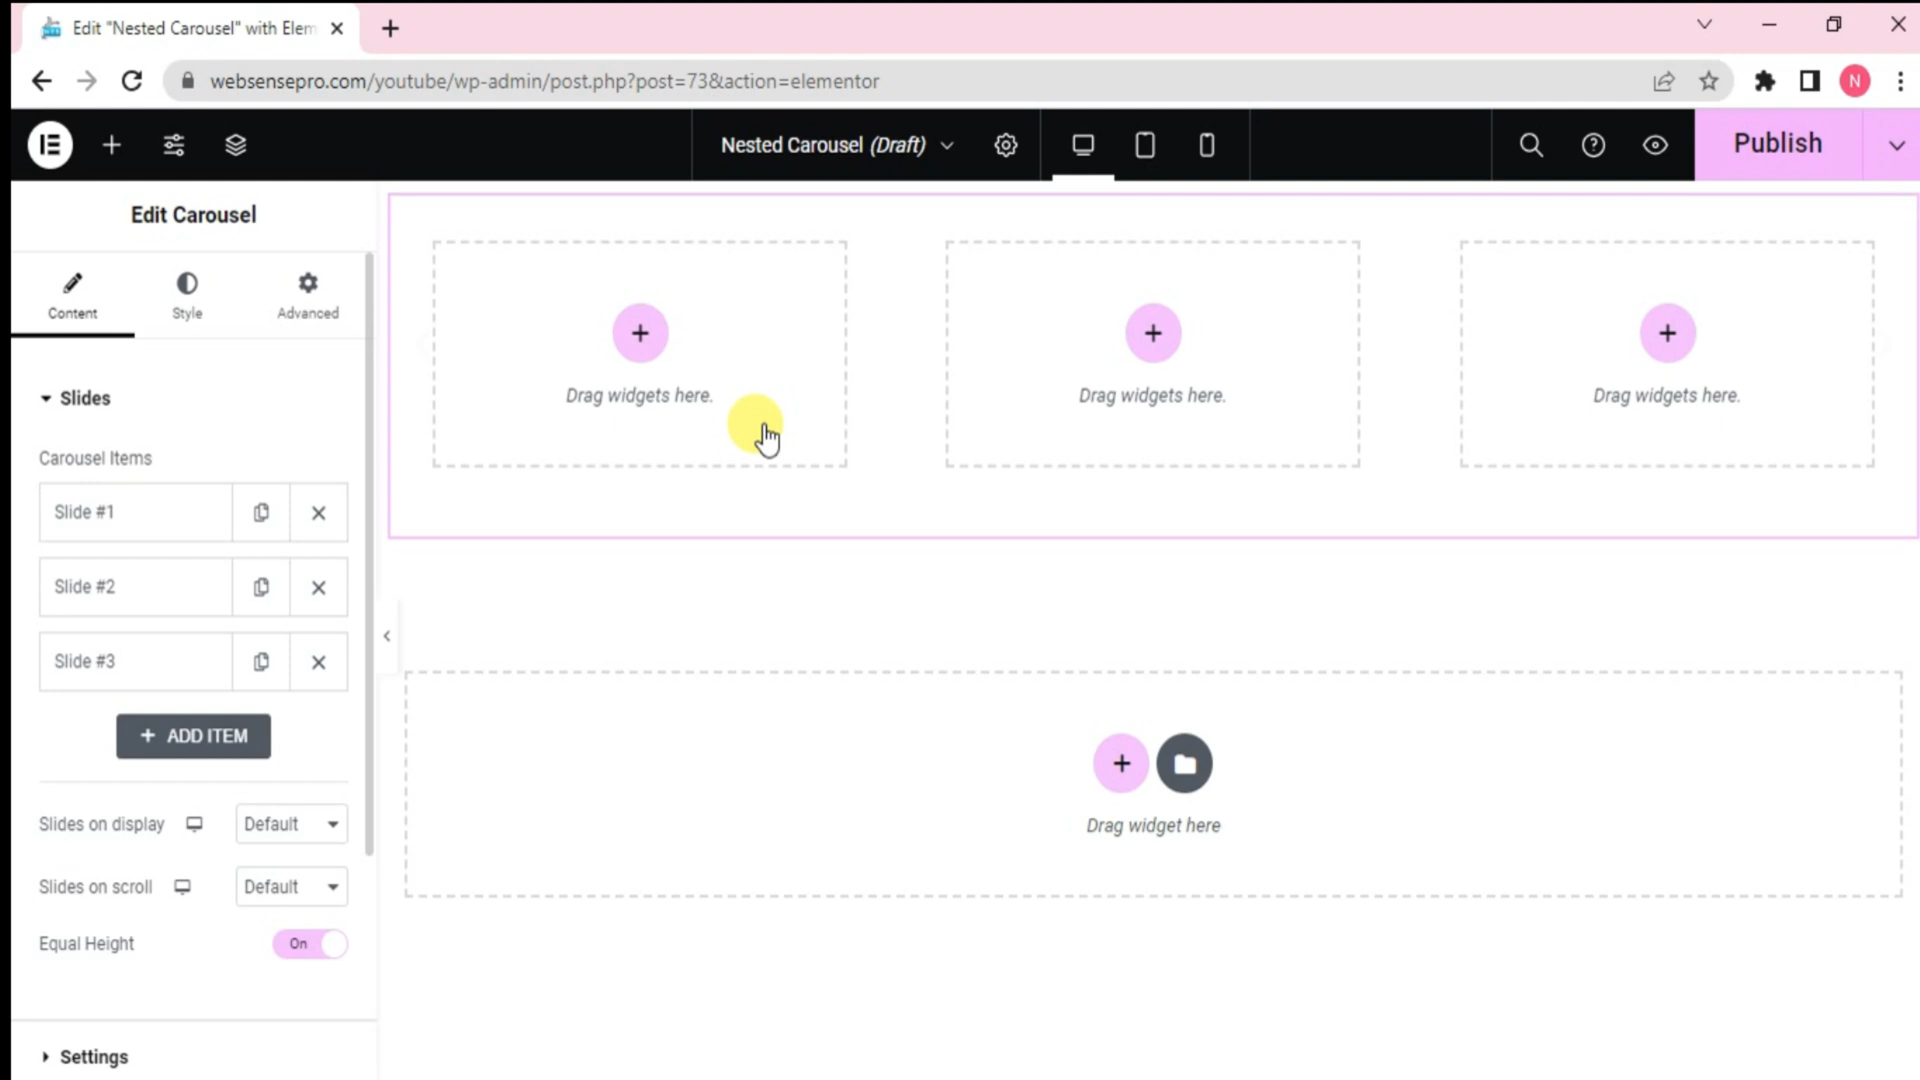 Edit "Nested Carousel" with Elem
websensepro.com/youtube/wp-admin/post.php?post=73&action=elementor
N
Nested Carousel (Draft)
Publish
Edit Carousel
Content
Style
Advanced
Slides
Carousel Items
Slide #1
Slide #2
Slide #3
+ ADD ITEM
Slides on display
Default
Slides on scroll
Default
Equal Height
On
Settings
Drag widgets here.
Drag widgets here.
Drag widgets here.
Drag widget here